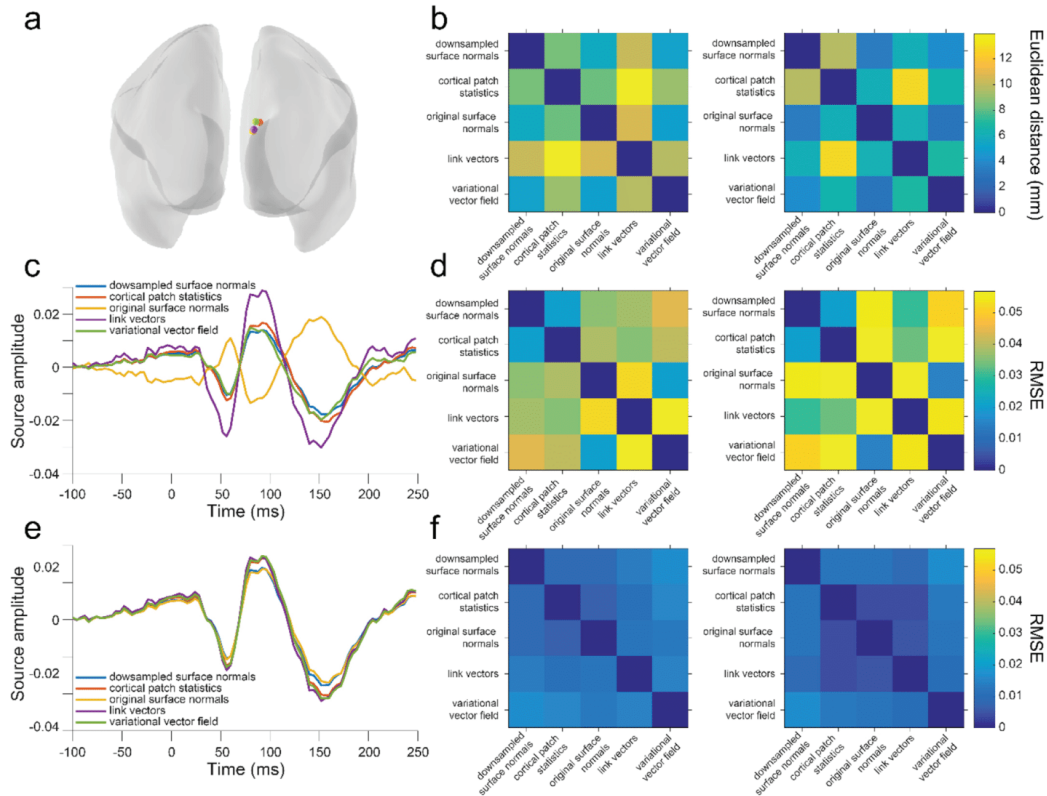 a
b
downsampled
surface normals
cortical patch
statistics
original surface
normals
link vectors
variational
vector field
downsampled
surface normals
cortical patch
statistics
original surface
normals
link vectors
variational
vector field
downsampled
surface normals
cortical patch
statistics
original surface
normals
link vectors
variational
vector field
downsampled
surface normals
cortical patch
statistics
original surface
normals
link vectors
variational
vector field
Euclidean distance (mm)
12
10
8
6
4
2
0
c
dowsampled surface normals
cortical patch statistics
original surface normals
link vectors
variational vector field
Source amplitude
0.02
0
-0.02
-0.04
-100
-50
0
50
100
150
200
250
Time (ms)
d
downsampled
surface normals
cortical patch
statistics
original surface
normals
link vectors
variational
vector field
downsampled
surface normals
cortical patch
statistics
original surface
normals
link vectors
variational
vector field
downsampled
surface normals
cortical patch
statistics
original surface
normals
link vectors
variational
vector field
downsampled
surface normals
cortical patch
statistics
original surface
normals
link vectors
variational
vector field
RMSE
0.05
0.04
0.03
0.02
0.01
0
e
Source amplitude
0.02
0
-0.02
-0.04
dowsampled surface normals
cortical patch statistics
original surface normals
link vectors
variational vector field
-100
-50
0
50
100
150
200
250
Time (ms)
f
downsampled
surface normals
cortical patch
statistics
original surface
normals
link vectors
variational
vector field
downsampled
surface normals
cortical patch
statistics
original surface
normals
link vectors
variational
vector field
downsampled
surface normals
cortical patch
statistics
original surface
normals
link vectors
variational
vector field
downsampled
surface normals
cortical patch
statistics
original surface
normals
link vectors
variational
vector field
RMSE
0.05
0.04
0.03
0.02
0.01
0